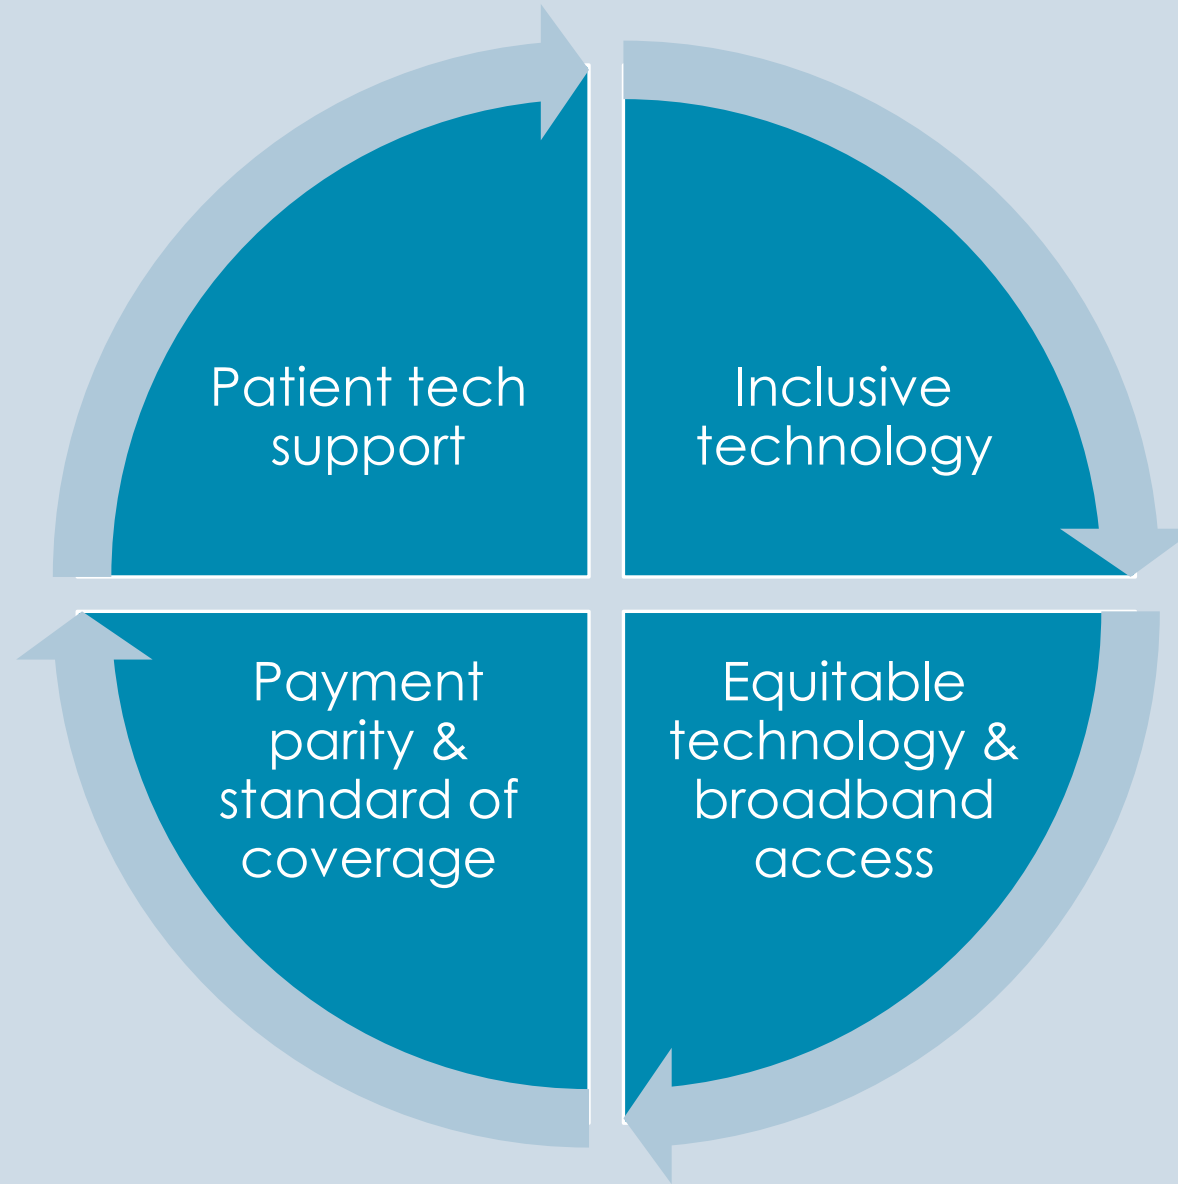 Patient tech
support
Inclusive
technology
Payment
parity &
standard of
coverage
Equitable
technology &
broadband
access